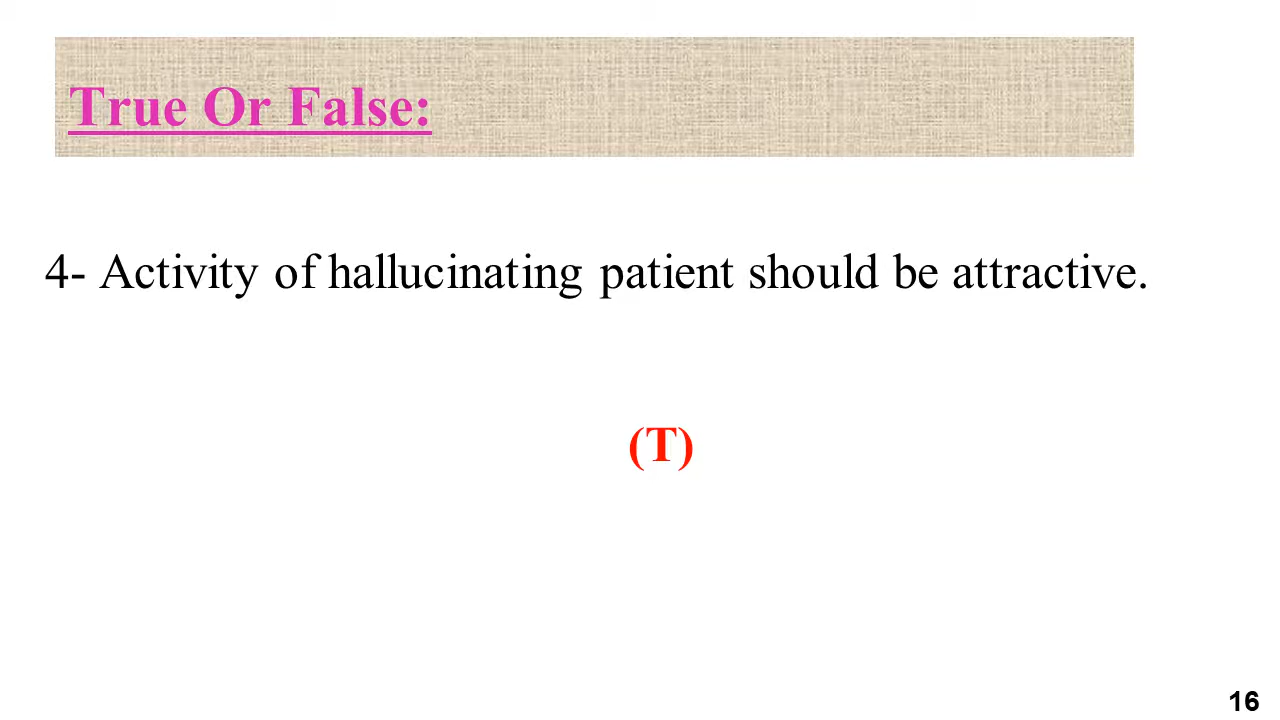 True Or False:
4- Activity of hallucinating patient should be attractive.
(T)
16